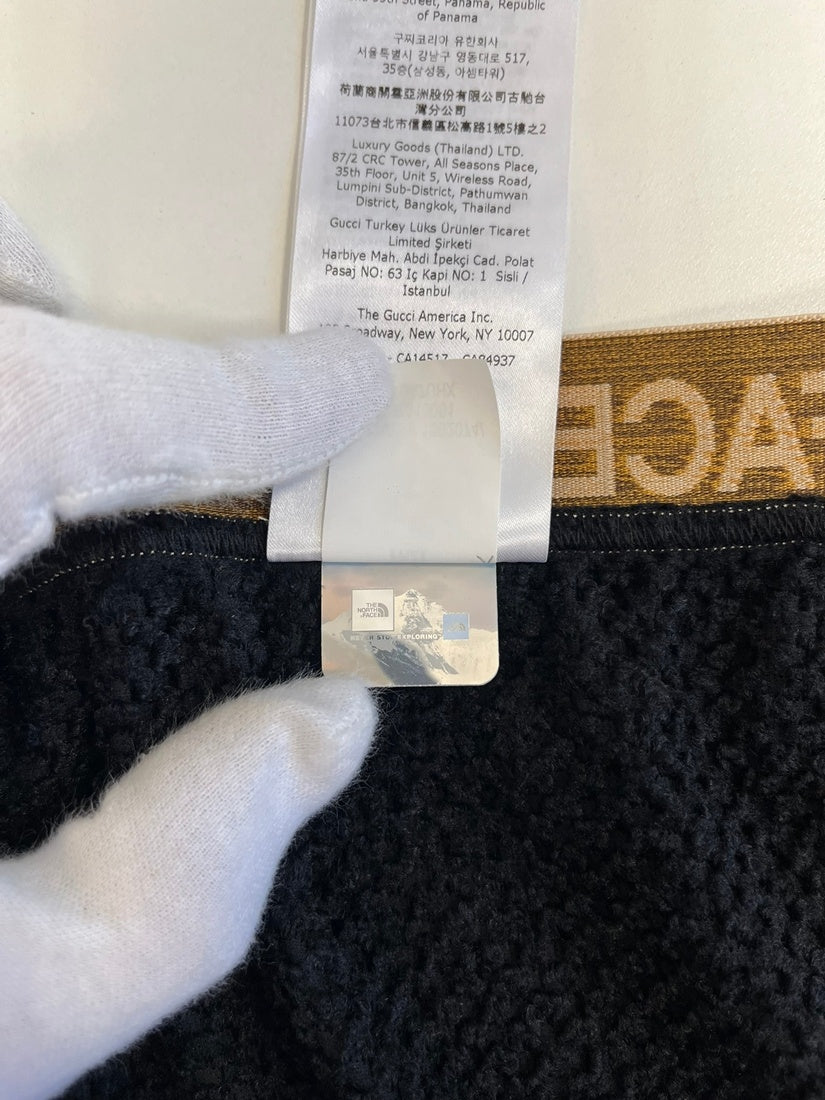 Street, Panama, Republic
of Panama
구찌코리아 유한회사
서울특별시 강남구 영동대로 517,
35층(삼성동, 아셈타워)
荷蘭商開雲亞洲股份有限公司古馳台
灣分公司
11073台北市信義區松高路1號5樓之2
Luxury Goods (Thailand) LTD.
87/2 CRC Tower, All Seasons Place,
35th Floor, Unit 5, Wireless Road,
Lumpini Sub-District, Pathumwan
District, Bangkok, Thailand
Gucci Turkey Lüks Ürünler Ticaret
Limited Şirketi
Harbiye Mah. Abdi İpekçi Cad. Polat
Pasaj NO: 63 Iç Kapi NO: 1 Sisli /
Istanbul
The Gucci America Inc.
New York, NY 10007
CA14517
FACE
THE
NORTH
FACE
NEVER STOP EXPLORING